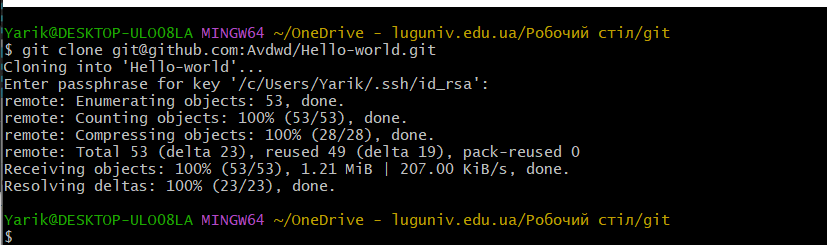 Yarik@DESKTOP-ULO08LA MINGW64 ~/OneDrive - luguniv.edu.ua/Робочий стіл/git
$ git clone git@github.com:Avdwd/Hello-world.git
Cloning into 'Hello-world'...
Enter passphrase for key '/c/Users/Yarik/.ssh/id_rsa':
remote: Enumerating objects: 53, done.
remote: Counting objects: 100% (53/53), done.
remote: Compressing objects: 100% (28/28), done.
remote: Total 53 (delta 23), reused 49 (delta 19), pack-reused 0
Receiving objects: 100% (53/53), 1.21 MiB | 207.00 KiB/s, done.
Resolving deltas: 100% (23/23), done.
Yarik@DESKTOP-ULO08LA MINGW64 ~/OneDrive - luguniv.edu.ua/Робочий стіл/git
$